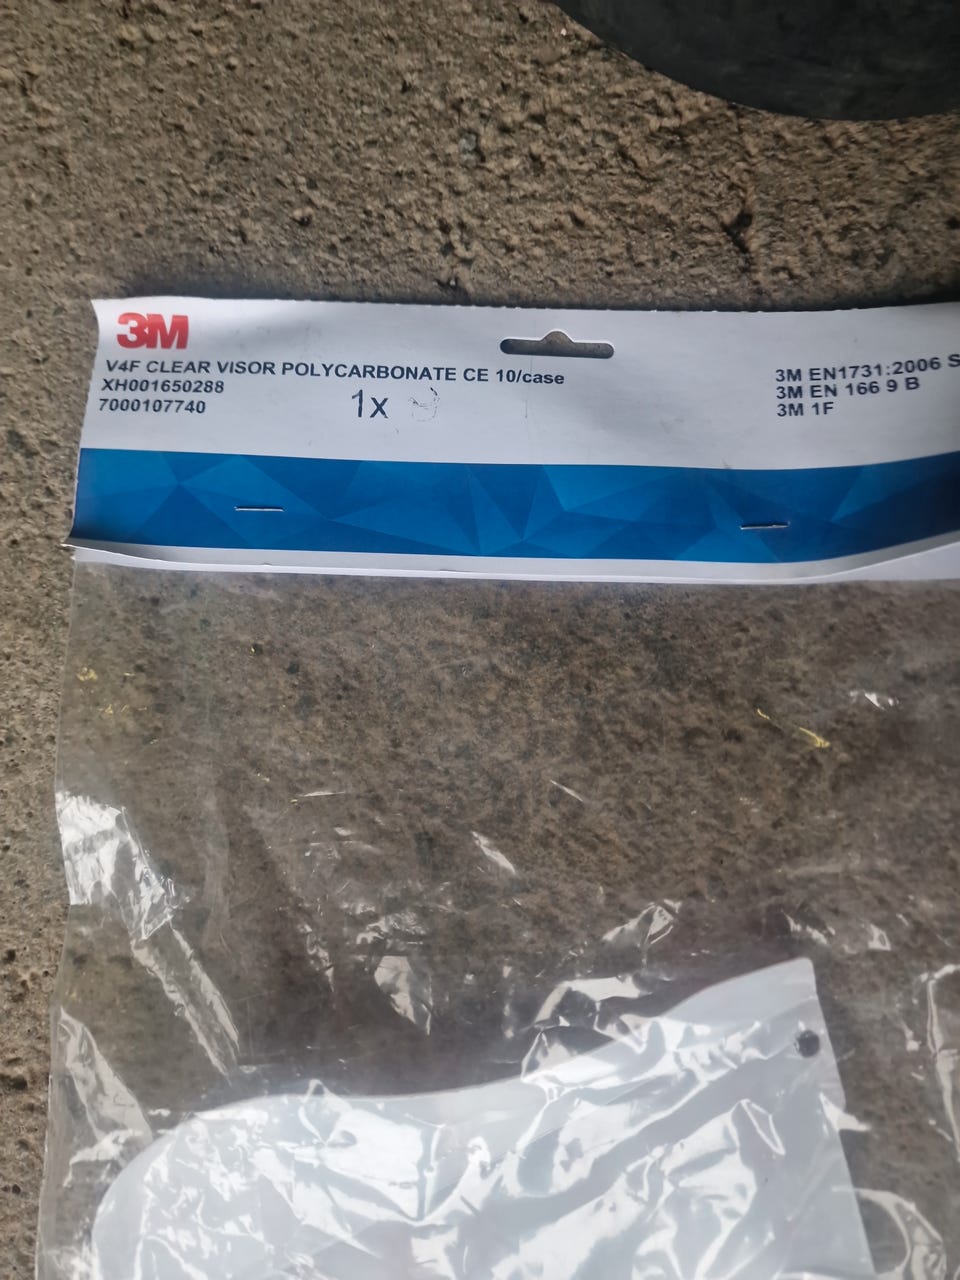 3M
V4F CLEAR VISOR POLYCARBONATE CE 10/case
XH001650288
7000107740
1x
3M EN1731:2006 S
3M EN 166 9 B
3M 1F